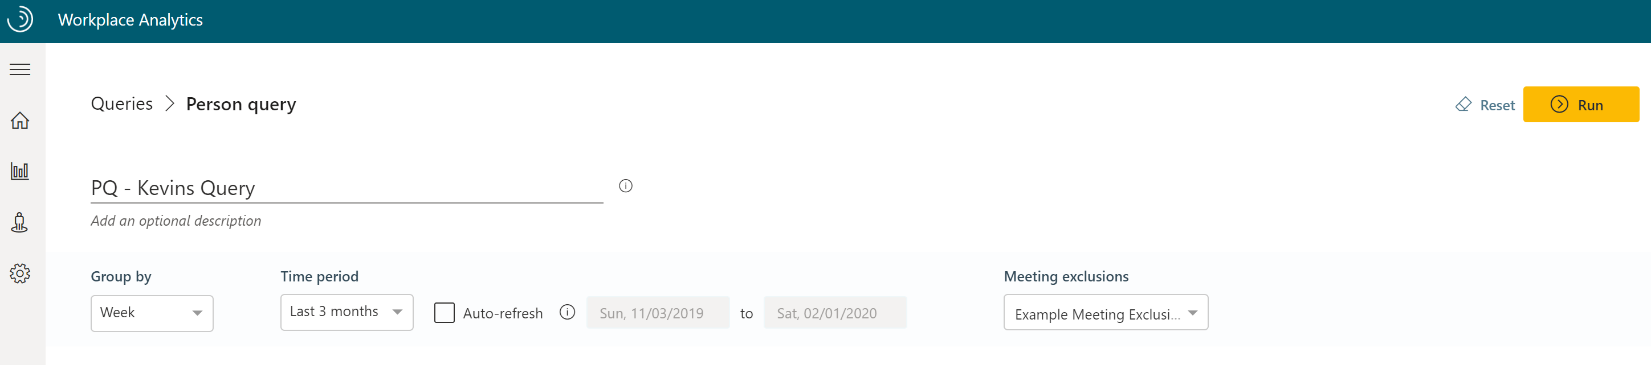 Workplace Analytics
Queries > Person query
Reset
Run
PQ - Kevins Query
Add an optional description
Group by
Time period
Meeting exclusions
Week
Last 3 months
Auto-refresh
Sun, 11/03/2019
to
Sat, 02/01/2020
Example Meeting Exclusi...